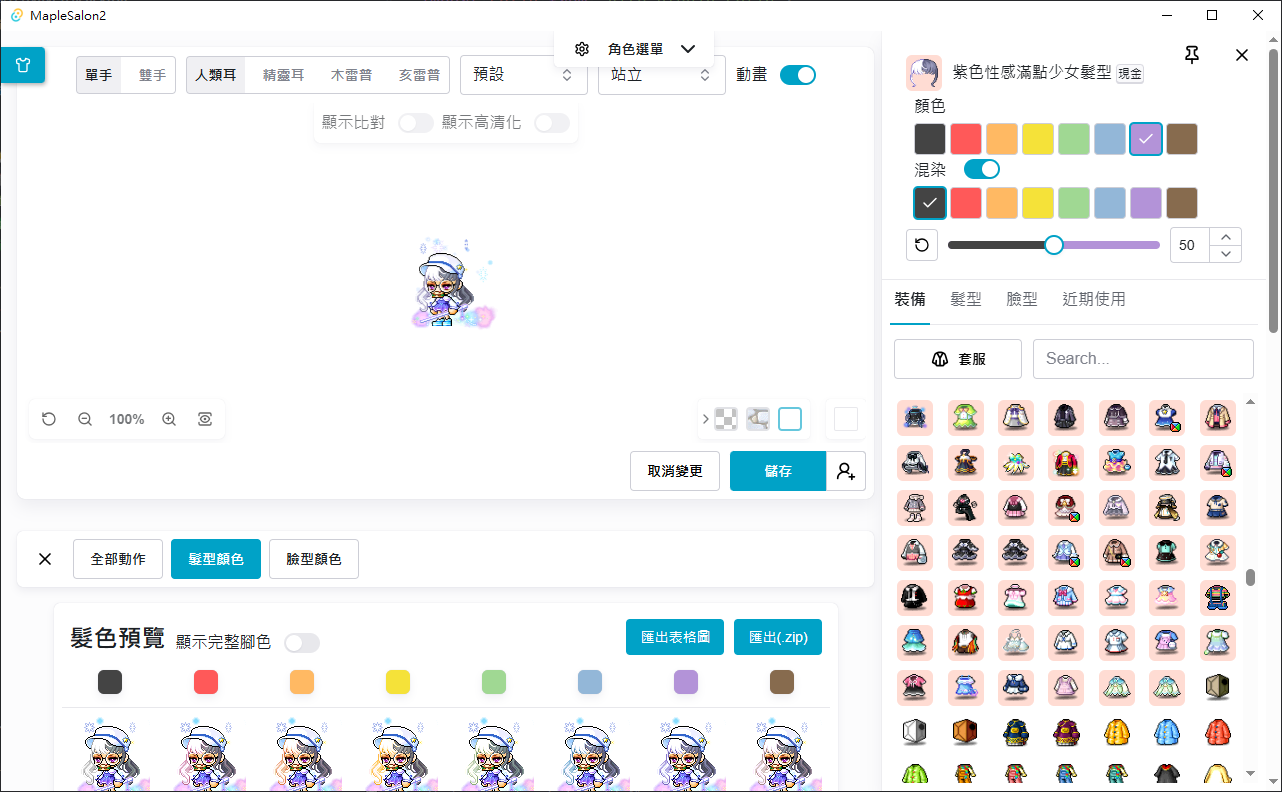 MapleSalon2
角色選單
單手 雙手 人類耳 精靈耳 木雷普 亥雷普 預設 站立 動畫
顯示比對 顯示高清化
100%
取消變更 儲存
全部動作 髮型顏色 臉型顏色
髮色預覽 顯示完整腳色 匯出表格圖 匯出(.zip)
紫色性感滿點少女髮型 現金
顏色
混染
50
裝備 髮型 臉型 近期使用
套服 Search...